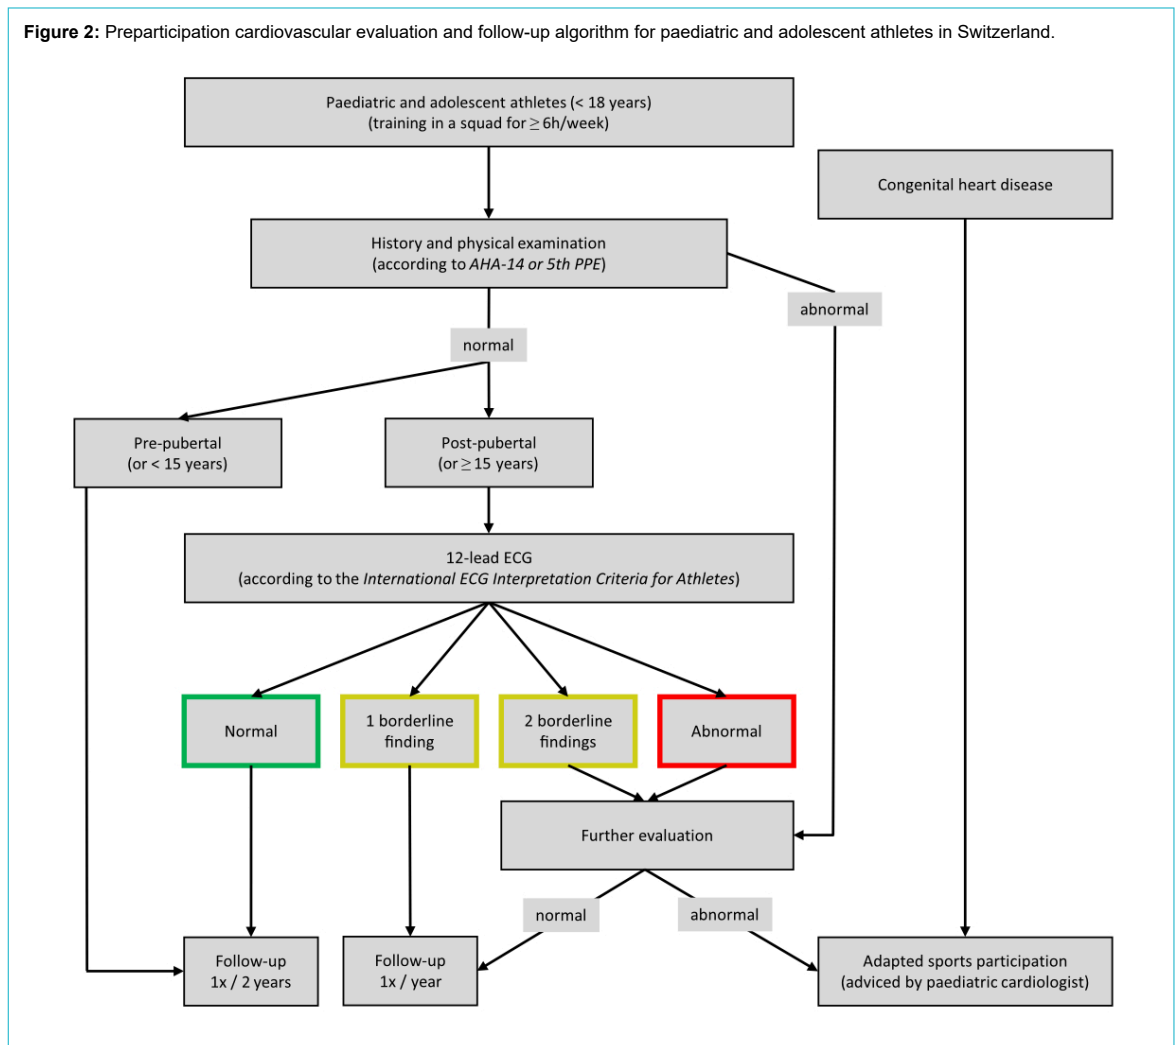 Figure 2: Preparticipation cardiovascular evaluation and follow-up algorithm for paediatric and adolescent athletes in Switzerland.
Paediatric and adolescent athletes (< 18 years)
(training in a squad for ≥ 6h/week)
Congenital heart disease
History and physical examination
(according to AHA-14 or 5th PPE)
abnormal
normal
Pre-pubertal
(or < 15 years)
Post-pubertal
(or ≥ 15 years)
12-lead ECG
(according to the International ECG Interpretation Criteria for Athletes)
Normal
1 borderline
finding
2 borderline
findings
Abnormal
Further evaluation
normal
abnormal
Follow-up
1x / 2 years
Follow-up
1x / year
Adapted sports participation
(adviced by paediatric cardiologist)